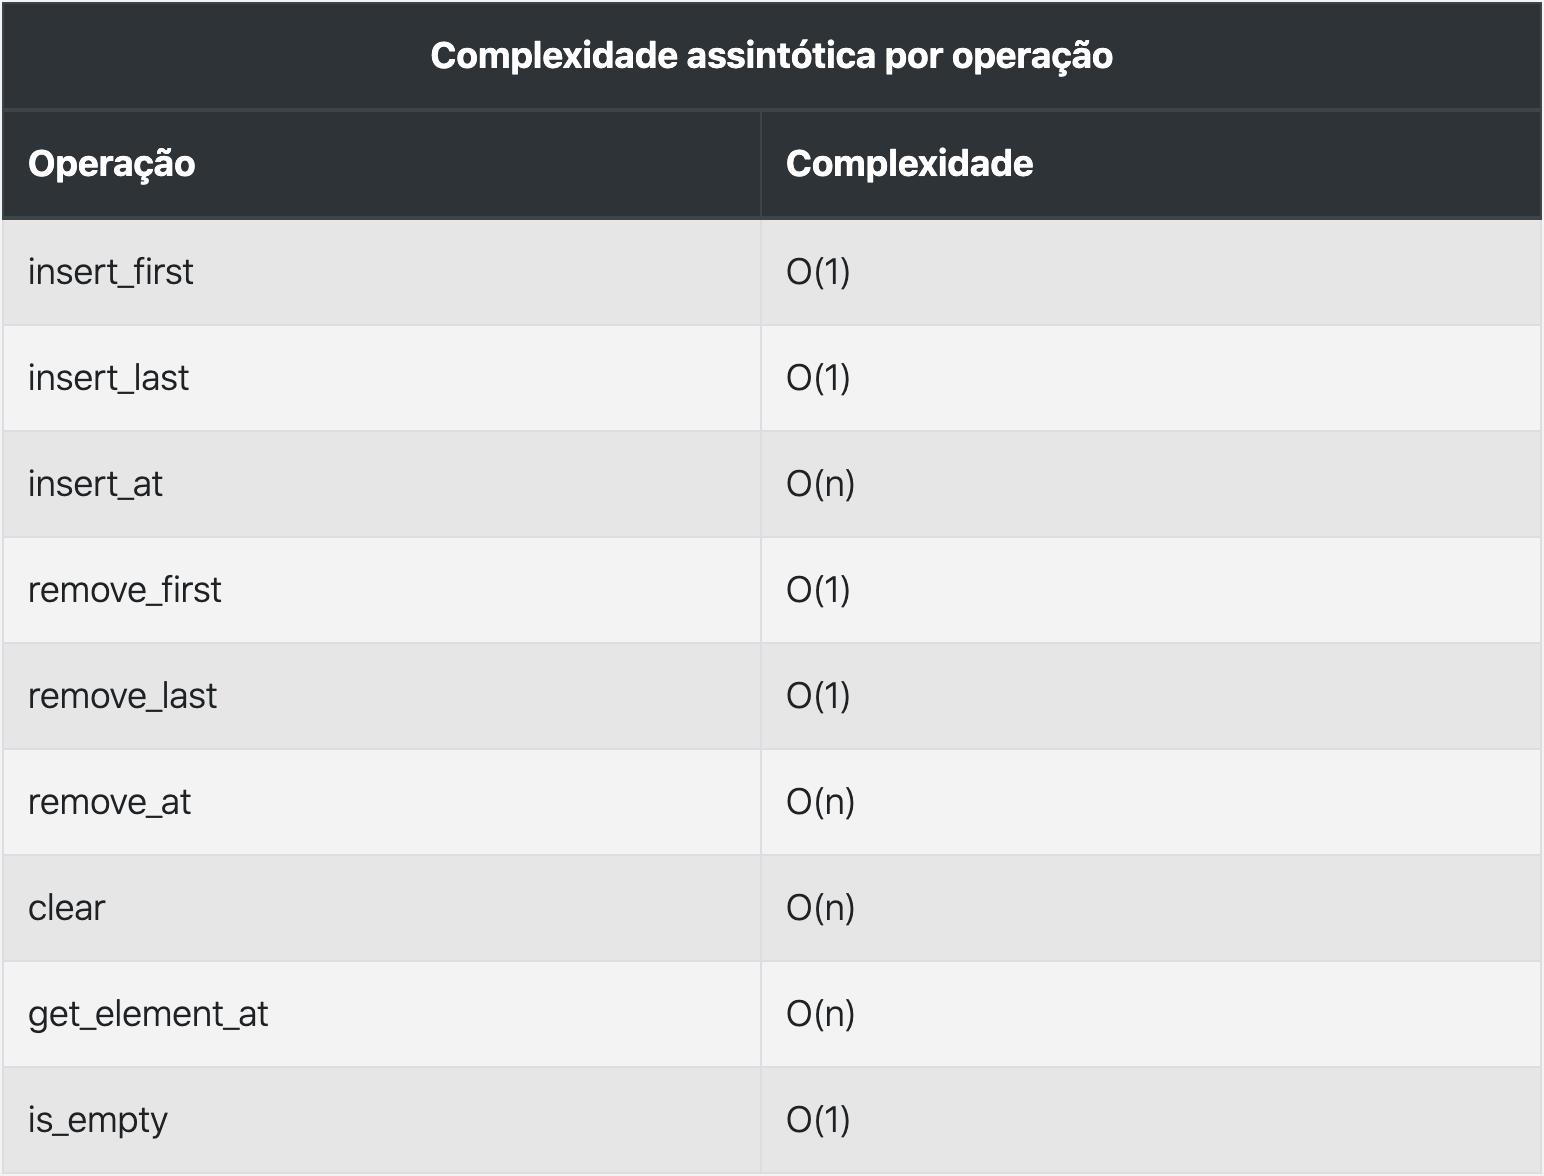 Complexidade assintótica por operação
Operação Complexidade
insert_first O(1)
insert_last O(1)
insert_at O(n)
remove_first O(1)
remove_last O(1)
remove_at O(n)
clear O(n)
get_element_at O(n)
is_empty O(1)